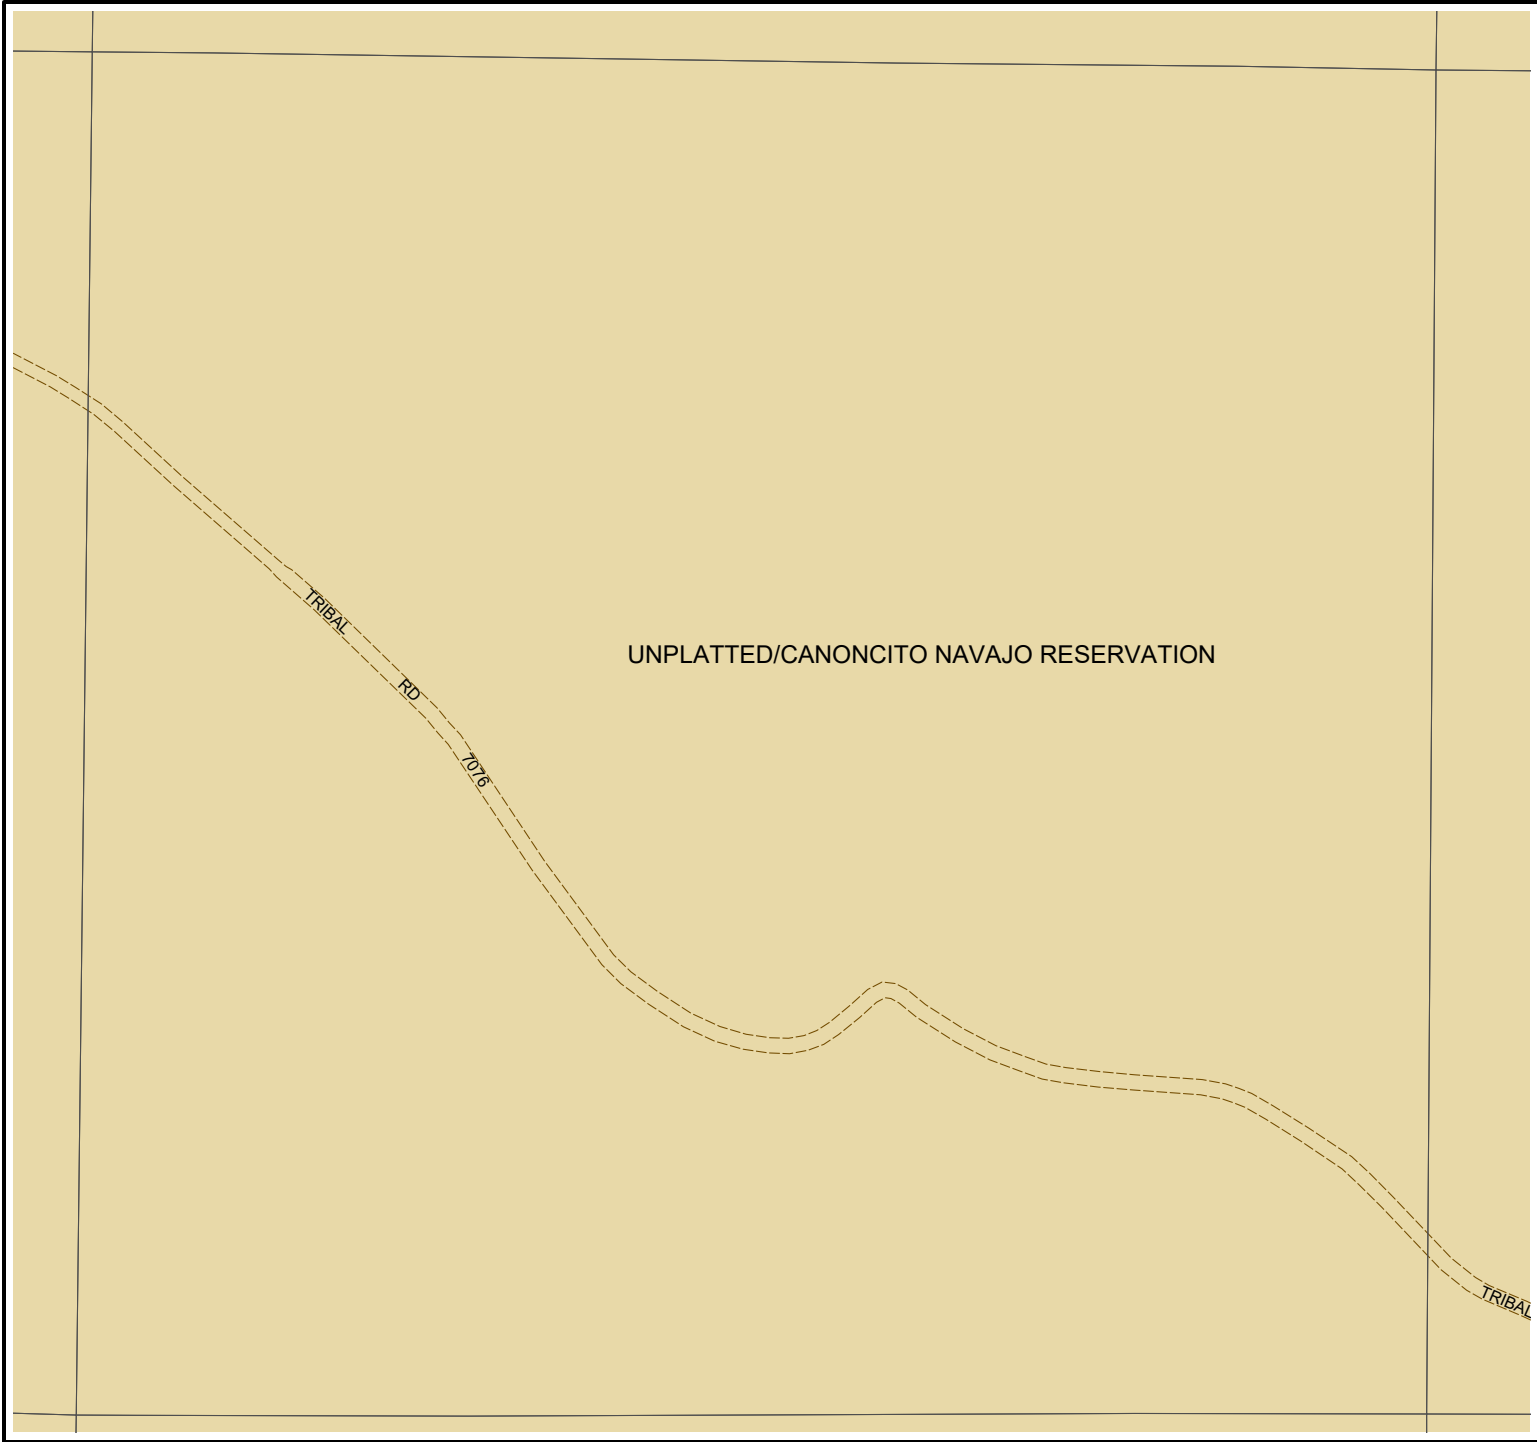 TRIBAL
RD
7076
UNPLATTED/CANONCITO NAVAJO RESERVATION
TRIBAL